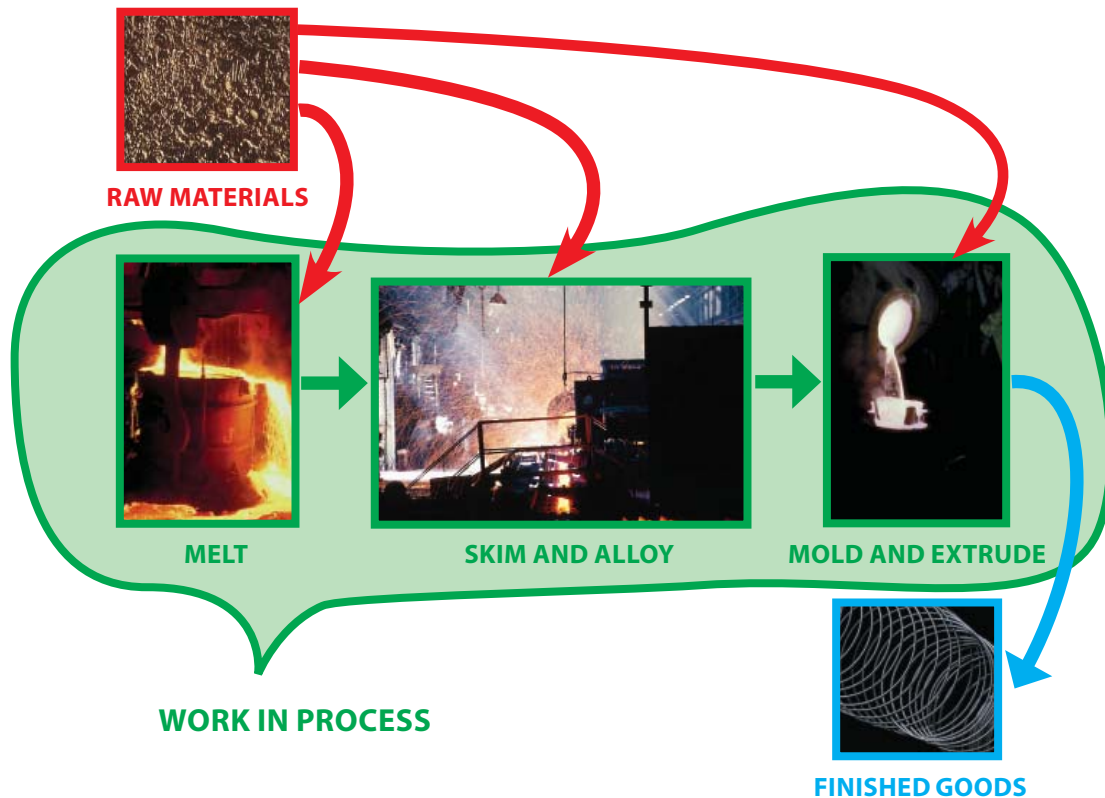 RAW MATERIALS
MELT
SKIM AND ALLOY
MOLD AND EXTRUDE
WORK IN PROCESS
FINISHED GOODS